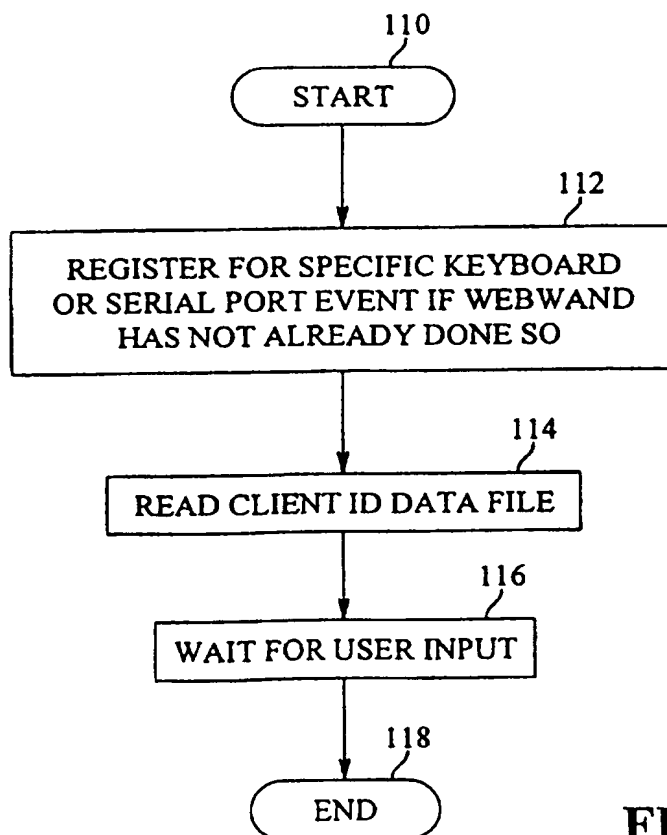 110
START
112
REGISTER FOR SPECIFIC KEYBOARD
OR SERIAL PORT EVENT IF WEBWAND
HAS NOT ALREADY DONE SO
114
READ CLIENT ID DATA FILE
116
WAIT FOR USER INPUT
118
END